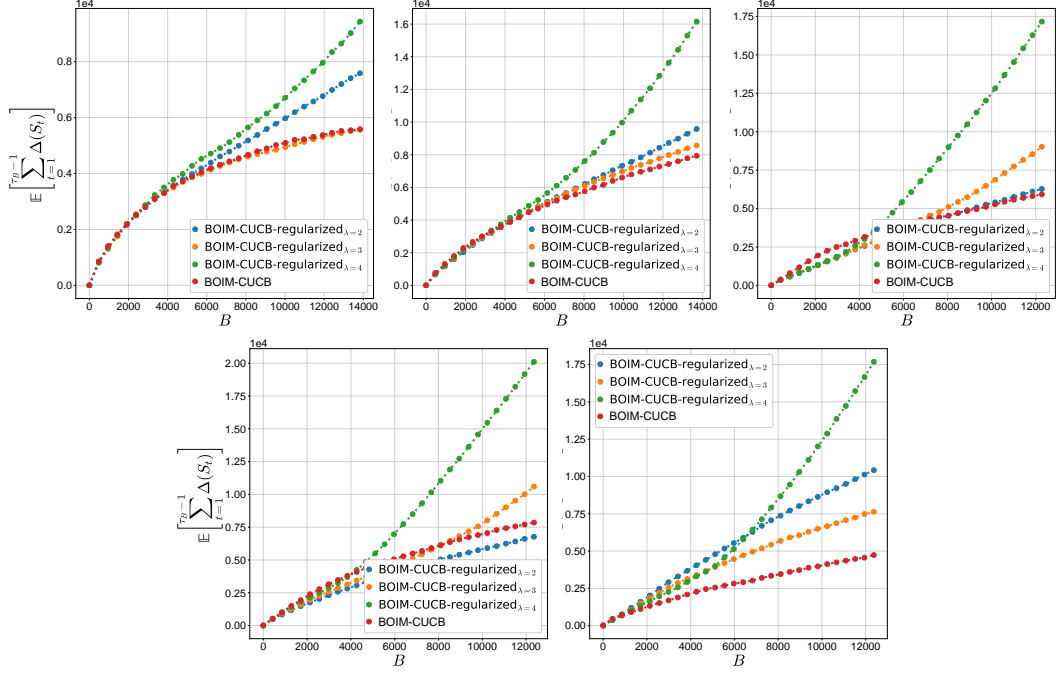 1e4
0.8
0.6
0.4
0.2
0.0
𝔼 [ ∑_{t=1}^{τ_B−1} Δ(S_t) ]
BOIM-CUCB-regularized_{λ=2}
BOIM-CUCB-regularized_{λ=3}
BOIM-CUCB-regularized_{λ=4}
BOIM-CUCB
0 2000 4000 6000 8000 10000 12000 14000
B
1e4
1.6
1.4
1.2
1.0
0.8
0.6
0.4
0.2
0.0
BOIM-CUCB-regularized_{λ=2}
BOIM-CUCB-regularized_{λ=3}
BOIM-CUCB-regularized_{λ=4}
BOIM-CUCB
0 2000 4000 6000 8000 10000 12000 14000
B
1e4
1.75
1.50
1.25
1.00
0.75
0.50
0.25
0.00
BOIM-CUCB-regularized_{λ=2}
BOIM-CUCB-regularized_{λ=3}
BOIM-CUCB-regularized_{λ=4}
BOIM-CUCB
0 2000 4000 6000 8000 10000 12000
B
1e4
2.00
1.75
1.50
1.25
1.00
0.75
0.50
0.25
0.00
𝔼 [ ∑_{t=1}^{τ_B−1} Δ(S_t) ]
BOIM-CUCB-regularized_{λ=2}
BOIM-CUCB-regularized_{λ=3}
BOIM-CUCB-regularized_{λ=4}
BOIM-CUCB
0 2000 4000 6000 8000 10000 12000
B
1e4
1.75
1.50
1.25
1.00
0.75
0.50
0.25
0.00
BOIM-CUCB-regularized_{λ=2}
BOIM-CUCB-regularized_{λ=3}
BOIM-CUCB-regularized_{λ=4}
BOIM-CUCB
0 2000 4000 6000 8000 10000 12000
B